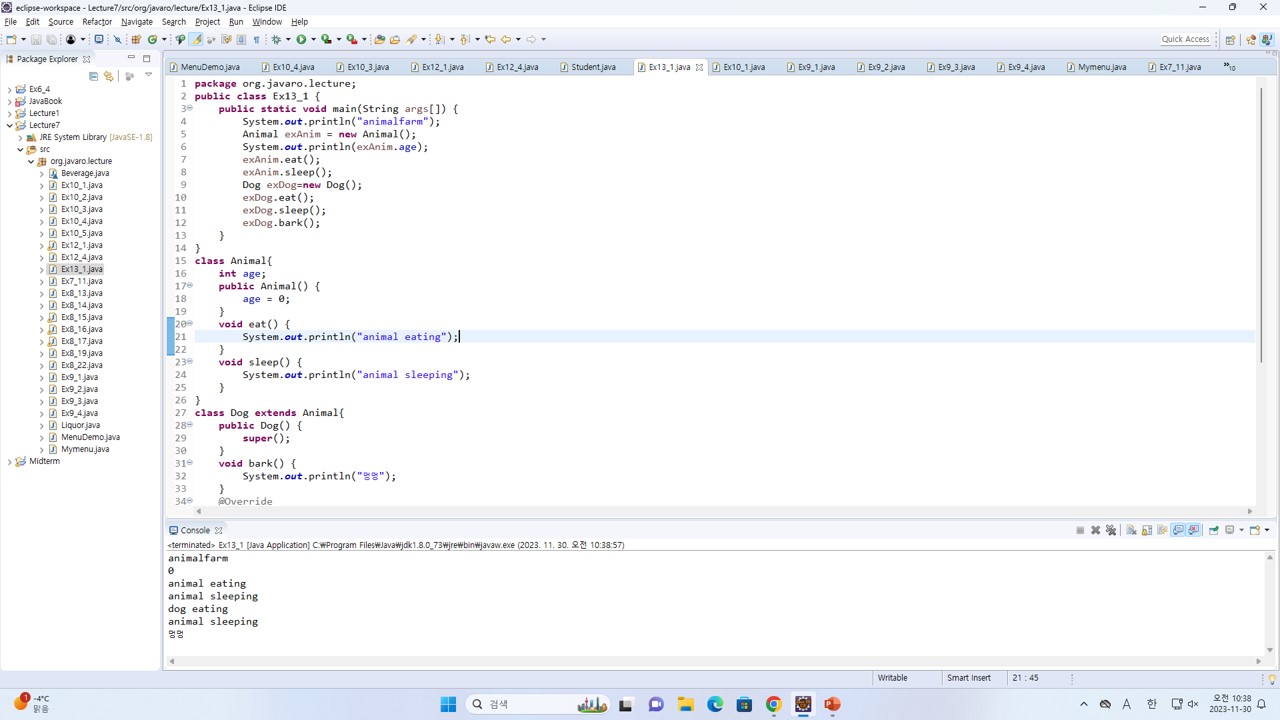 eclipse-workspace - Lecture7/src/org/javaro/lecture/Ex13_1.java - Eclipse IDE
File Edit Source Refactor Navigate Search Project Run Window Help
Quick Access
Package Explorer
MenuDemo.java Ex10_4.java Ex10_3.java Ex12_1.java Ex12_4.java Student.java Ex13_1.java Ex10_1.java Ex9_1.java Ex9_2.java Ex9_3.java Ex9_4.java Mymenu.java Ex7_11.java »10
Ex6_4
JavaBook
Lecture1
Lecture7
JRE System Library [JavaSE-1.8]
src
org.javaro.lecture
Beverage.java
Ex10_1.java
Ex10_2.java
Ex10_3.java
Ex10_4.java
Ex10_5.java
Ex12_1.java
Ex12_4.java
Ex13_1.java
Ex7_11.java
Ex8_13.java
Ex8_14.java
Ex8_15.java
Ex8_16.java
Ex8_17.java
Ex8_19.java
Ex8_22.java
Ex9_1.java
Ex9_2.java
Ex9_3.java
Ex9_4.java
Liquor.java
MenuDemo.java
Mymenu.java
Midterm
1 package org.javaro.lecture;
2 public class Ex13_1 {
3 public static void main(String args[]) {
4 System.out.println("animalfarm");
5 Animal exAnim = new Animal();
6 System.out.println(exAnim.age);
7 exAnim.eat();
8 exAnim.sleep();
9 Dog exDog=new Dog();
10 exDog.eat();
11 exDog.sleep();
12 exDog.bark();
13 }
14 }
15 class Animal{
16 int age;
17 public Animal() {
18 age = 0;
19 }
20 void eat() {
21 System.out.println("animal eating");
22 }
23 void sleep() {
24 System.out.println("animal sleeping");
25 }
26 }
27 class Dog extends Animal{
28 public Dog() {
29 super();
30 }
31 void bark() {
32 System.out.println("멍멍");
33 }
34 @Override
Console
<terminated> Ex13_1 [Java Application] C:₩Program Files₩Java₩jdk1.8.0_73₩jre₩bin₩javaw.exe (2023. 11. 30. 오전 10:38:57)
animalfarm
0
animal eating
animal sleeping
dog eating
animal sleeping
멍멍
Writable Smart Insert 21 : 45
1 -4°C
맑음
검색
A 한
오전 10:38
2023-11-30